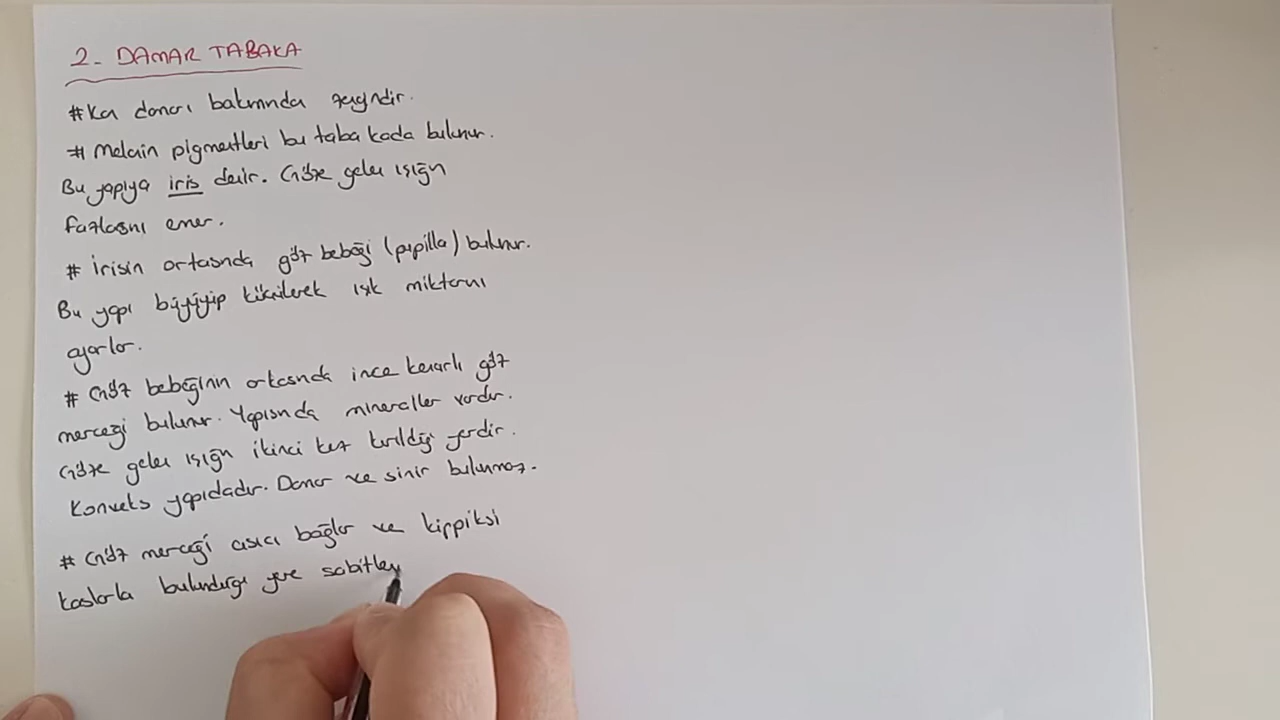 2- DAMAR TABAKA
# Kan damarı bakımında zengindir.
# Melanin pigmentleri bu tabakada bulunur.
Bu yapıya iris denir. Göze gelen ışığın
fazlasını emer.
# İrisin ortasında göz bebeği (pupilla) bulunur.
Bu yapı büyüyüp küçülerek ışık miktarını
ayarlar.
# Göz bebeğinin ortasında ince kenarlı göz
merceği bulunur. Yapısında mineraller vardır.
Göze gelen ışığın ikinci kez kırıldığı yerdir.
Konveks yapıdadır. Damar ve sinir bulunmaz.
# Göz merceği asıcı bağlar ve kirpiksi
kaslarla bulunduğu yere sabitlen